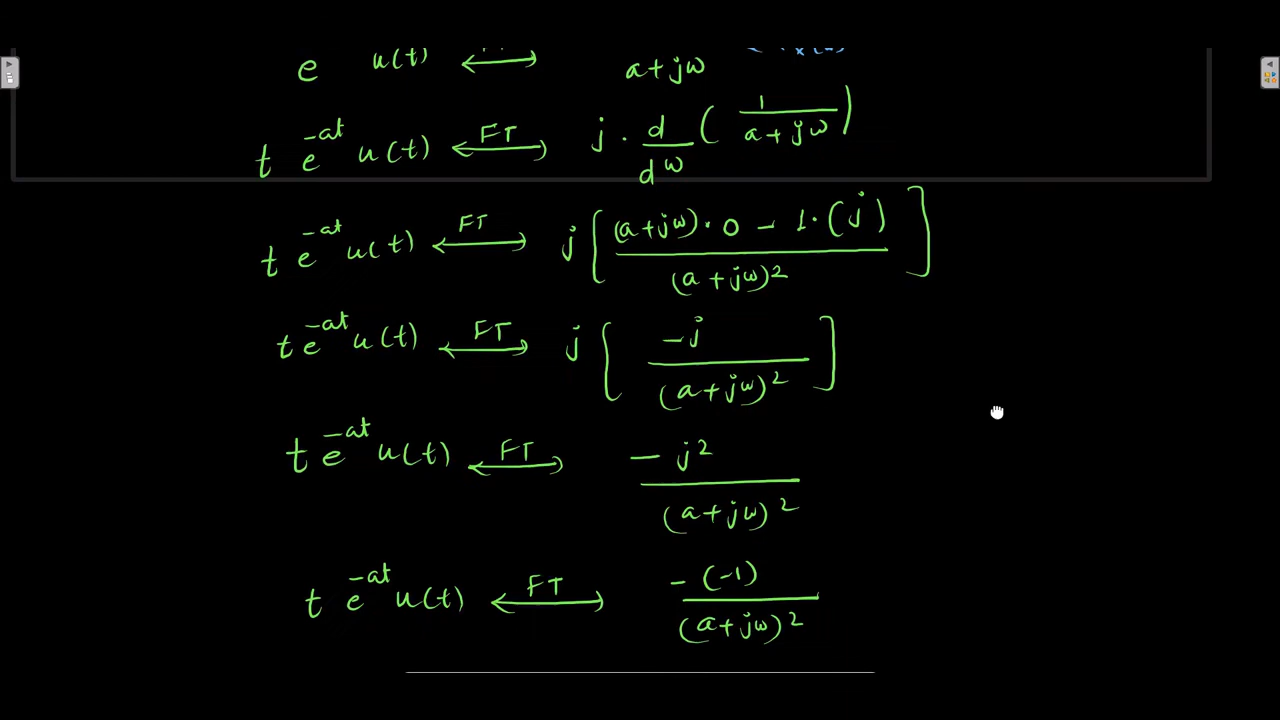 e u(t) ⟷ a+jω
t e^{-at} u(t) ⟷FT j · d/dω ( 1/(a+jω) )
t e^{-at} u(t) ⟷FT j [ ((a+jω)·0 - 1·(j)) / (a+jω)^2 ]
t e^{-at} u(t) ⟷FT j [ -j / (a+jω)^2 ]
t e^{-at} u(t) ⟷FT -j^2 / (a+jω)^2
t e^{-at} u(t) ⟷FT -(-1) / (a+jω)^2